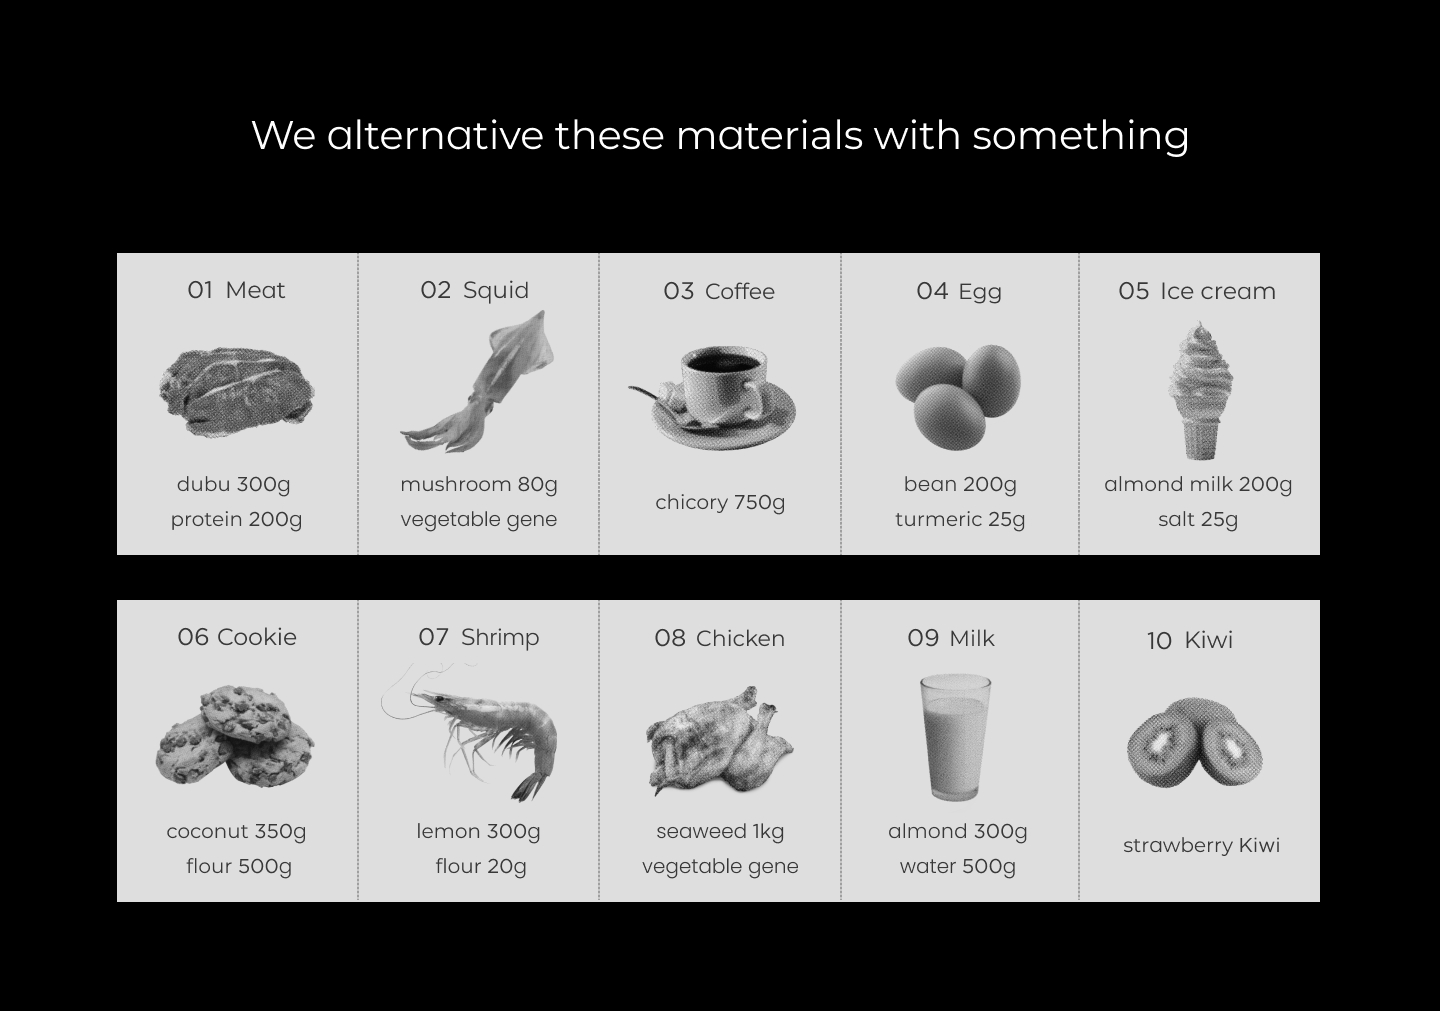 We alternative these materials with something
01 Meat
dubu 300g
protein 200g
02 Squid
mushroom 80g
vegetable gene
03 Coffee
chicory 750g
04 Egg
bean 200g
turmeric 25g
05 Ice cream
almond milk 200g
salt 25g
06 Cookie
coconut 350g
flour 500g
07 Shrimp
lemon 300g
flour 20g
08 Chicken
seaweed 1kg
vegetable gene
09 Milk
almond 300g
water 500g
10 Kiwi
strawberry Kiwi